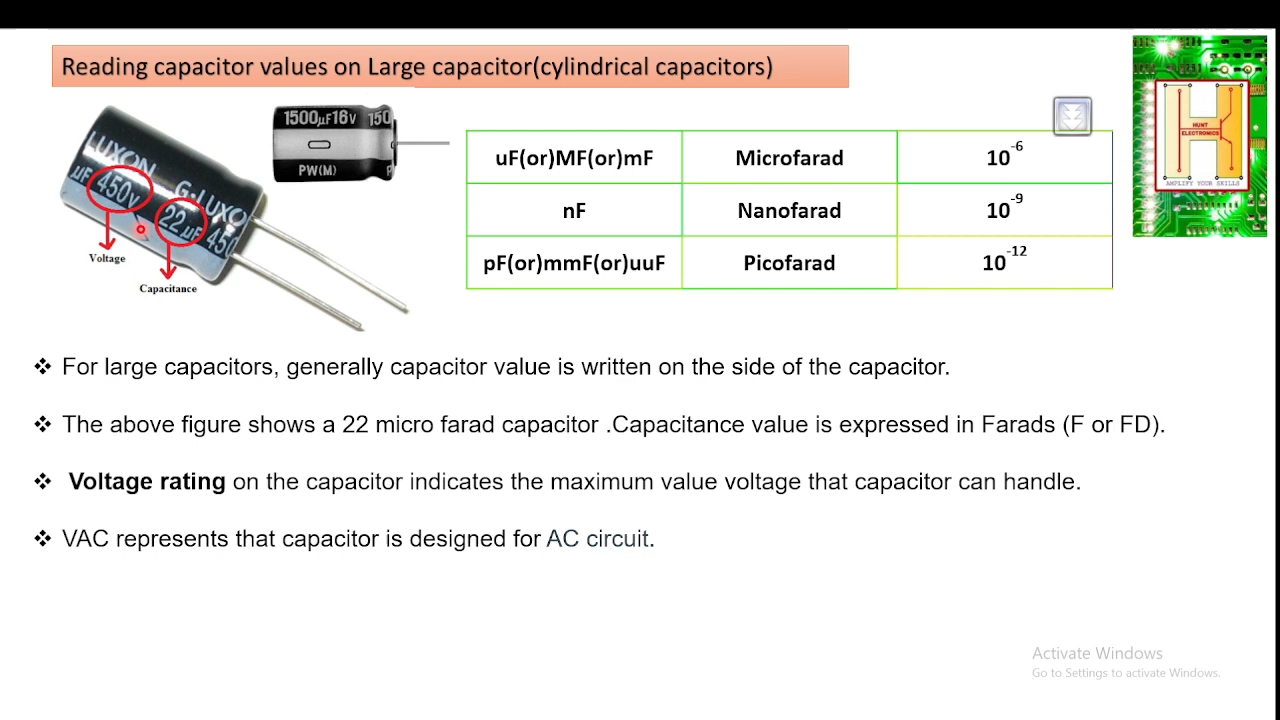 Reading capacitor values on Large capacitor(cylindrical capacitors)
LUXON
G-LUXO
µF 450v
22µF 450
Voltage
Capacitance
1500µF16v 150
PW(M)
P
uF(or)MF(or)mF Microfarad 10-6
nF Nanofarad 10-9
pF(or)mmF(or)uuF Picofarad 10-12
H
HUNT
ELECTRONICS
AMPLIFY YOUR SKILLS
❖ For large capacitors, generally capacitor value is written on the side of the capacitor.
❖ The above figure shows a 22 micro farad capacitor .Capacitance value is expressed in Farads (F or FD).
❖ Voltage rating on the capacitor indicates the maximum value voltage that capacitor can handle.
❖ VAC represents that capacitor is designed for AC circuit.
Activate Windows
Go to Settings to activate Windows.